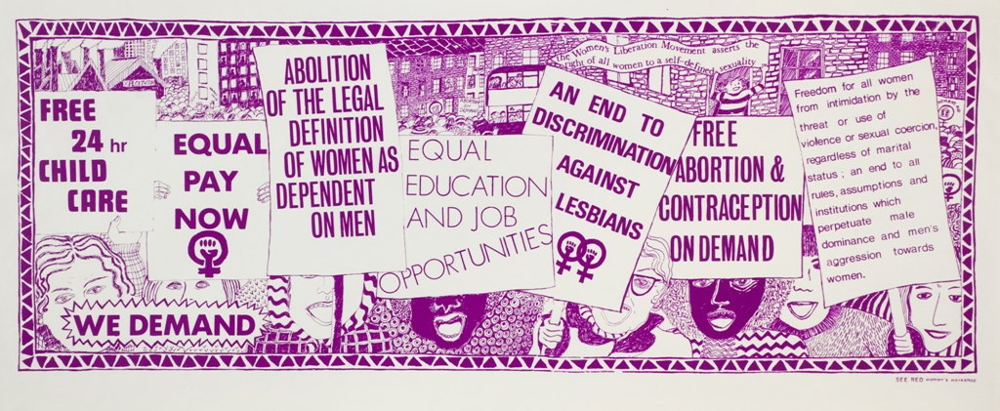 FREE
24 hr
CHILD
CARE
EQUAL
PAY
NOW
ABOLITION
OF THE LEGAL
DEFINITION
OF WOMEN AS
DEPENDENT
ON MEN
EQUAL
EDUCATION
AND JOB
OPPORTUNITIES
The Women's Liberation Movement asserts the
right of all women to a self-defined sexuality
AN END TO
DISCRIMINATION
AGAINST
LESBIANS
FREE
ABORTION &
CONTRACEPTION
ON DEMAND
Freedom for all women
from intimidation by the
threat or use of
violence or sexual coercion,
regardless of marital
status; an end to all
rules, assumptions and
institutions which
perpetuate male
dominance and men's
aggression towards
women.
WE DEMAND
SEE RED WOMEN'S WORKSHOP